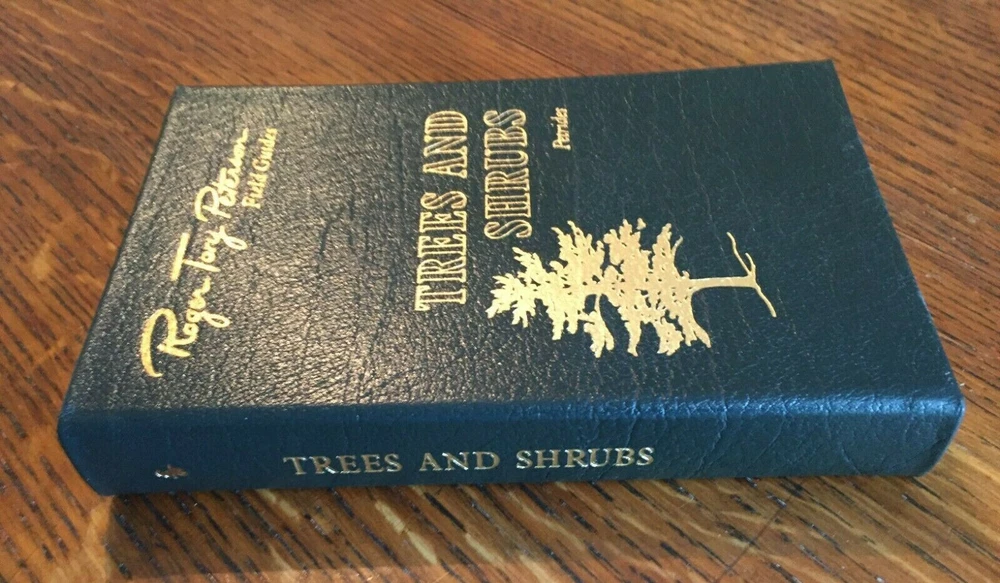 Roger Tory Peterson
Field Guides
TREES AND
SHRUBS
Petrides
TREES AND SHRUBS